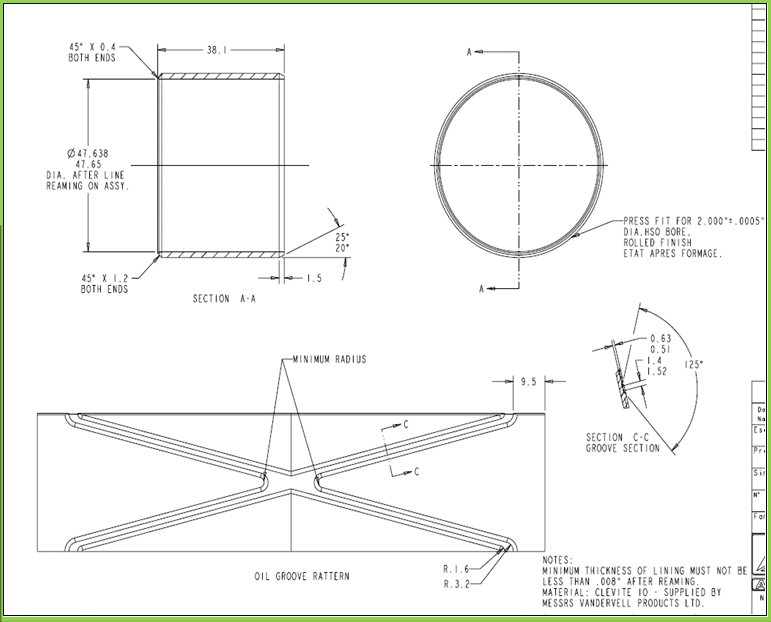 45° X 0.4
BOTH ENDS
38.1
A
Ø47.638
47.65
DIA. AFTER LINE
REAMING ON ASSY.
PRESS FIT FOR 2.000"±.0005"
DIA.HSO BORE.
ROLLED FINISH
ETAT APRES FORMAGE.
25°
20°
45° X 1.2
BOTH ENDS
1.5
A
SECTION A-A
0.63
0.51
1.4
1.52
125°
MINIMUM RADIUS
9.5
C
C
SECTION C-C
GROOVE SECTION
R.1.6
R.3.2
OIL GROOVE RATTERN
NOTES:
MINIMUM THICKNESS OF LINING MUST NOT BE
LESS THAN .008" AFTER REAMING.
MATERIAL: CLEVITE IO - SUPPLIED BY
MESSRS VANDERVELL PRODUCTS LTD.
N°
N